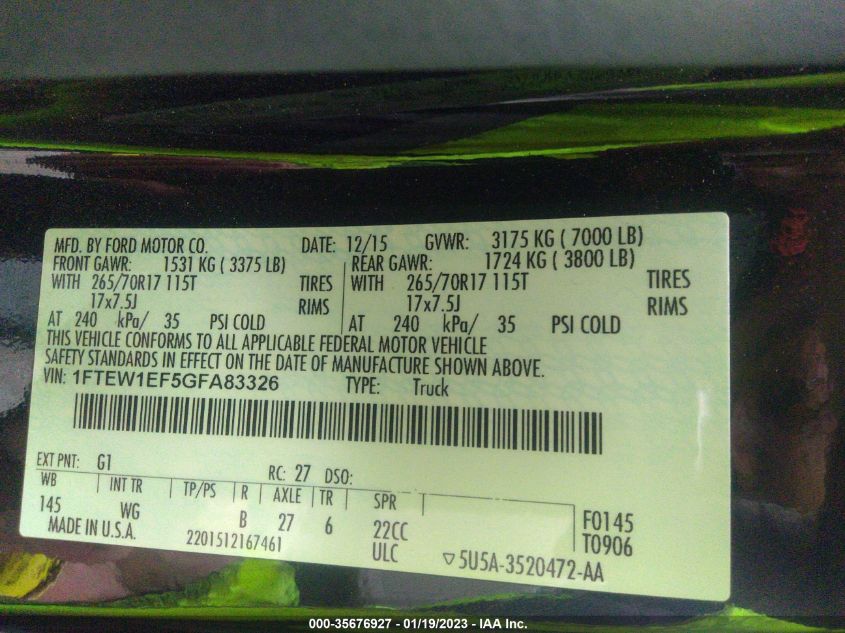 MFD. BY FORD MOTOR CO. DATE: 12/15 GVWR: 3175 KG ( 7000 LB)
FRONT GAWR: 1531 KG ( 3375 LB) REAR GAWR: 1724 KG ( 3800 LB)
WITH 265/70R17 115T TIRES WITH 265/70R17 115T TIRES
17x7.5J RIMS 17x7.5J RIMS
AT 240 kPa/ 35 PSI COLD AT 240 kPa/ 35 PSI COLD
THIS VEHICLE CONFORMS TO ALL APPLICABLE FEDERAL MOTOR VEHICLE
SAFETY STANDARDS IN EFFECT ON THE DATE OF MANUFACTURE SHOWN ABOVE.
VIN: 1FTEW1EF5GFA83326 TYPE: Truck
EXT PNT: G1 RC: 27 DSO:
WB INT TR TP/PS R AXLE TR SPR
145 WG B 27 6 22CC F0145
MADE IN U.S.A. 2201512167461 ULC T0906
▽5U5A-3520472-AA
000-35676927 - 01/19/2023 - IAA Inc.